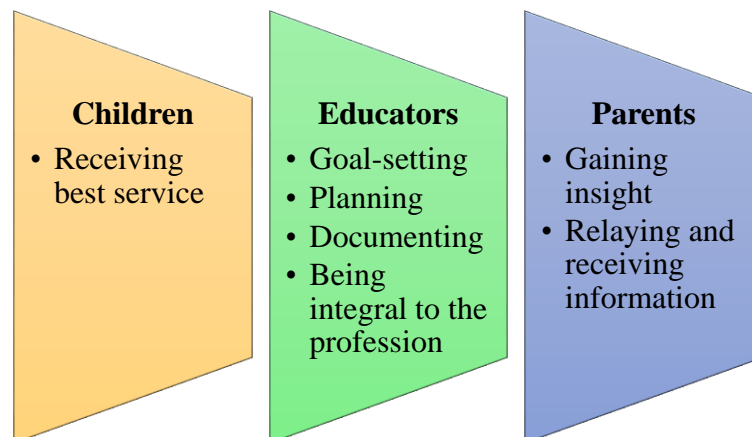 Children
• Receiving
best service
Educators
• Goal-setting
• Planning
• Documenting
• Being
integral to the
profession
Parents
• Gaining
insight
• Relaying and
receiving
information